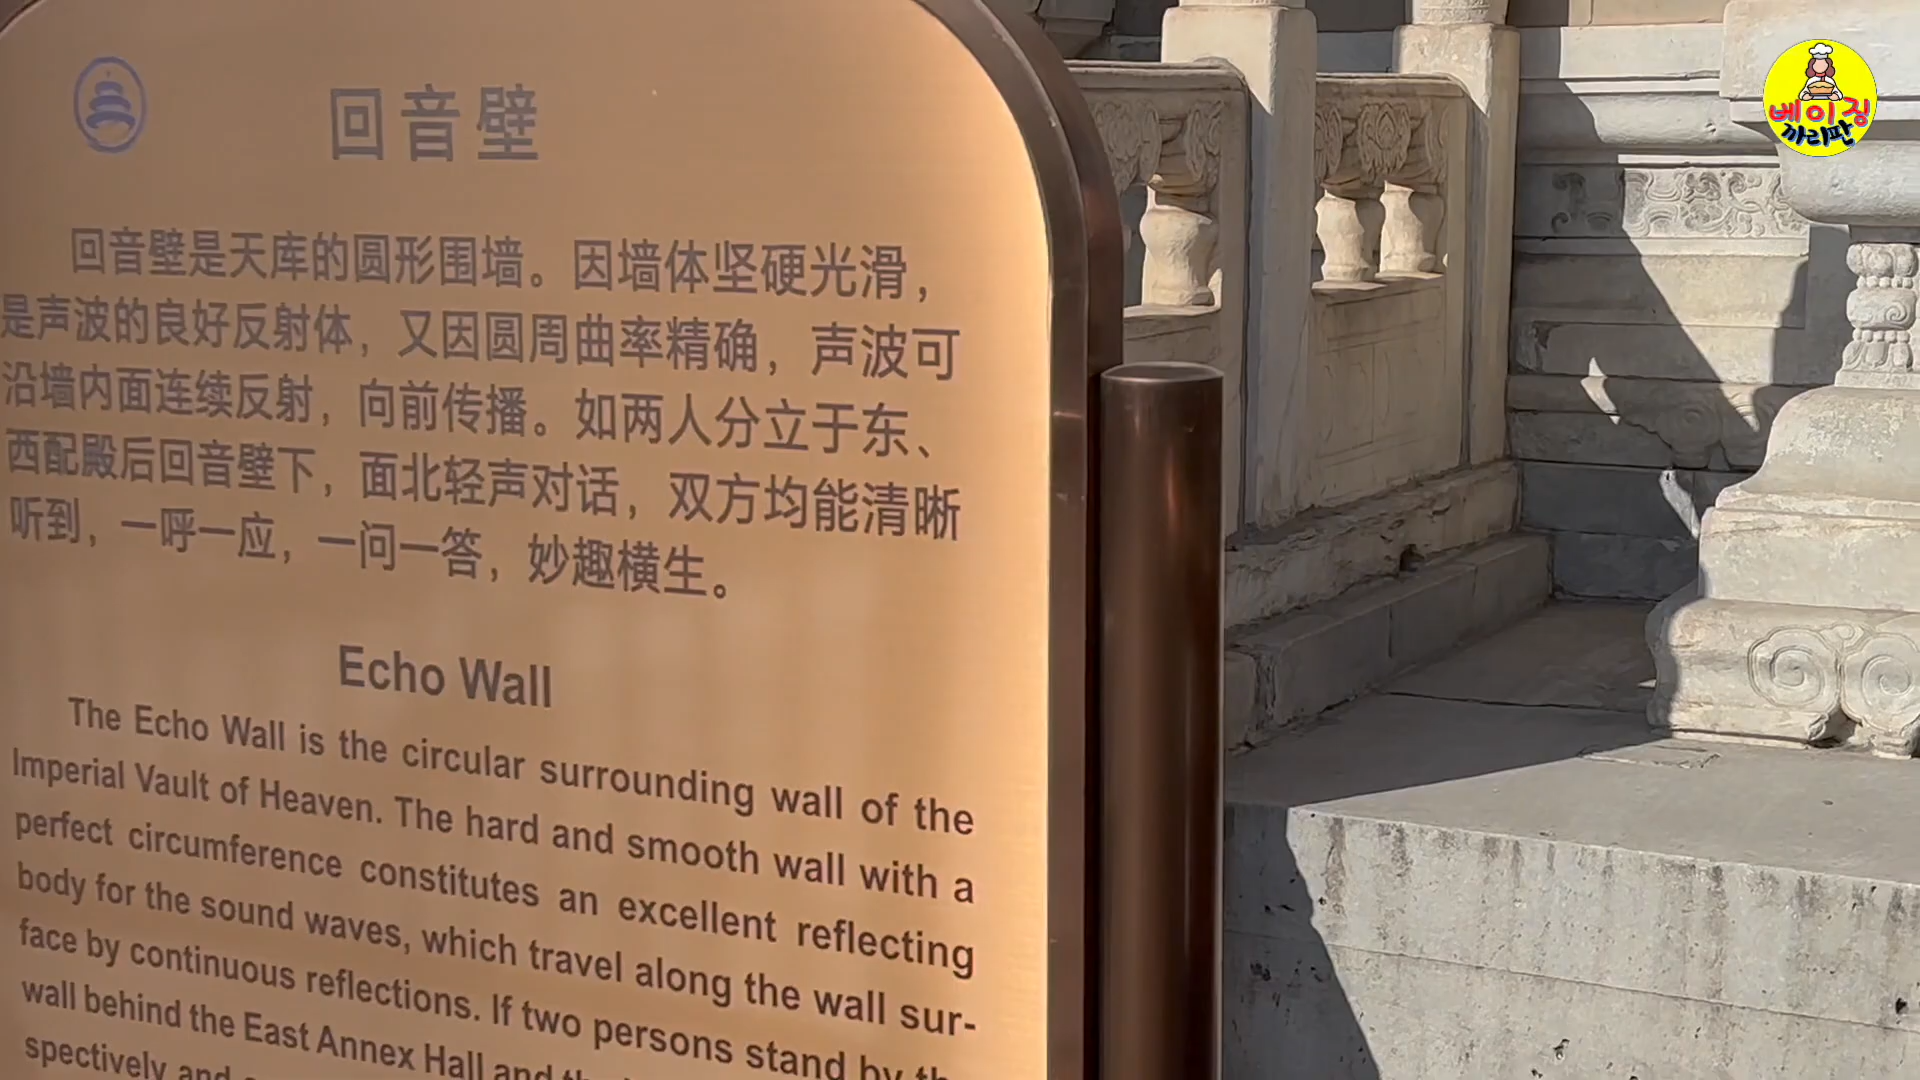 回音壁
回音壁是天库的圆形围墙。因墙体坚硬光滑，
是声波的良好反射体，又因圆周曲率精确，声波可
沿墙内面连续反射，向前传播。如两人分立于东、
西配殿后回音壁下，面北轻声对话，双方均能清晰
听到，一呼一应，一问一答，妙趣横生。
Echo Wall
The Echo Wall is the circular surrounding wall of the
Imperial Vault of Heaven. The hard and smooth wall with a
perfect circumference constitutes an excellent reflecting
body for the sound waves, which travel along the wall sur-
face by continuous reflections. If two persons stand by
wall behind the East Annex Hall and
spectively and
베이징
까리판